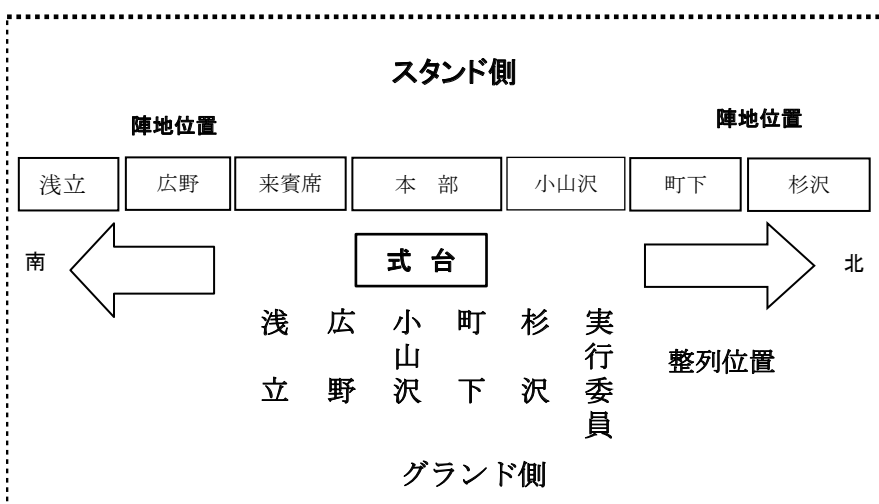 スタンド側
陣地位置
陣地位置
浅立
広野
来賓席
本 部
小山沢
町下
杉沢
南
式 台
北
浅立
広野
小山沢
町下
杉沢
実行委員
整列位置
グランド側